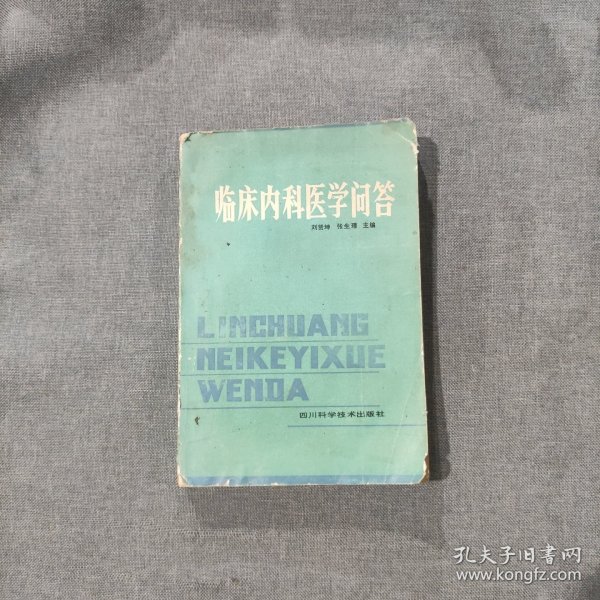 临床内科医学问答
刘贤坤 张生理 主编
LINCHUANG
NEIKEYIXUE
WENDA
四川科学技术出版社
孔夫子旧书网
www.kongfz.com